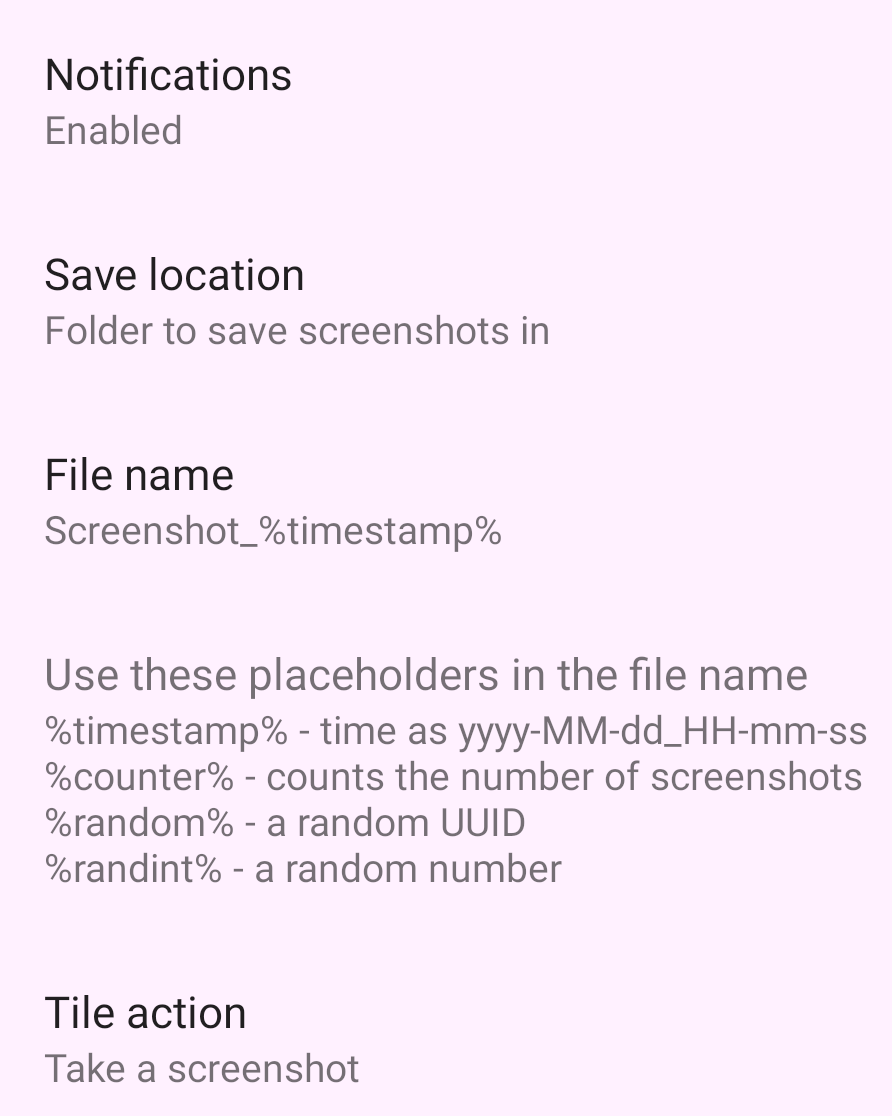 Notifications
Enabled
Save location
Folder to save screenshots in
File name
Screenshot_%timestamp%
Use these placeholders in the file name
%timestamp% - time as yyyy-MM-dd_HH-mm-ss
%counter% - counts the number of screenshots
%random% - a random UUID
%randint% - a random number
Tile action
Take a screenshot